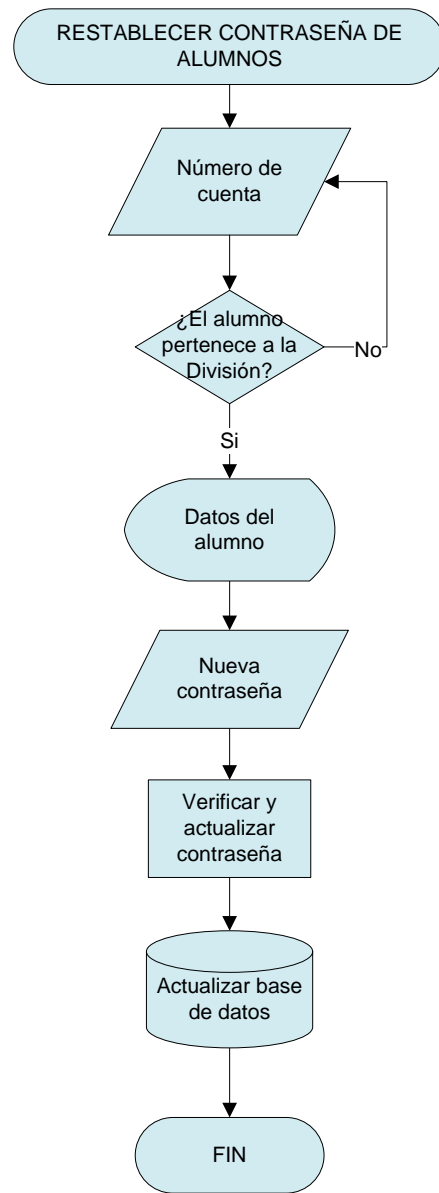 RESTABLECER CONTRASEÑA DE
ALUMNOS
Número de
cuenta
¿El alumno
pertenece a la
División?
No
Si
Datos del
alumno
Nueva
contraseña
Verificar y
actualizar
contraseña
Actualizar base
de datos
FIN